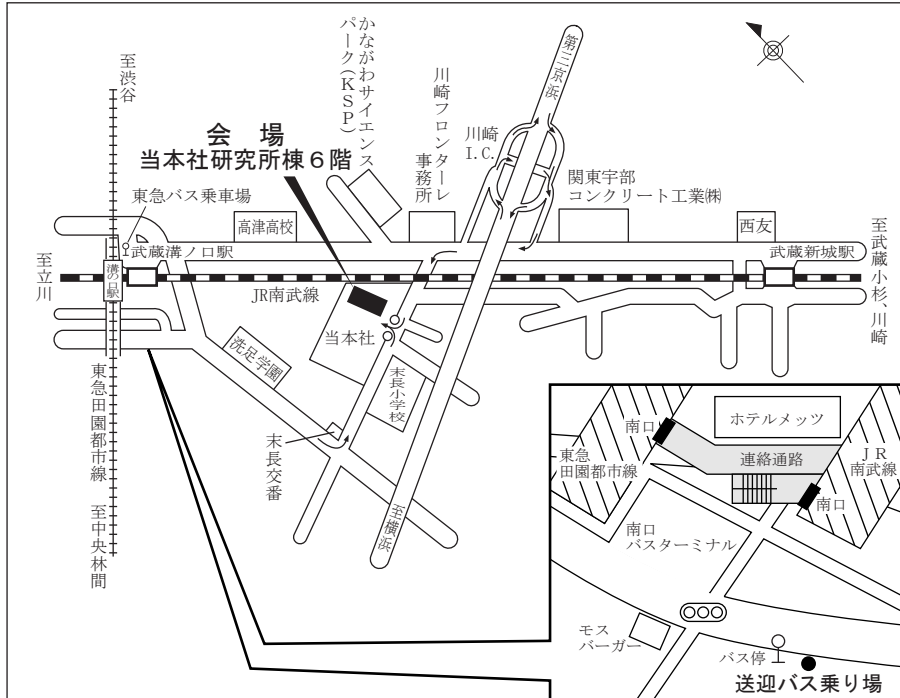 至渋谷
かながわサイエンス
パーク(KSP)
川崎フロンターレ
事務所
第三京浜
川崎
I.C.
会　場
当本社研究所棟６階
東急バス乗車場
高津高校
関東宇部
コンクリート工業㈱
西友
至武蔵小杉、川崎
武蔵溝ノ口駅
武蔵新城駅
至立川
溝の口駅
JR南武線
当本社
洗足学園
末長小学校
末長交番
至横浜
東急田園都市線　至中央林間
ホテルメッツ
南口
連絡通路
東急
田園都市線
ＪＲ
南武線
南口
南口
バスターミナル
モス
バーガー
バス停
送迎バス乗り場